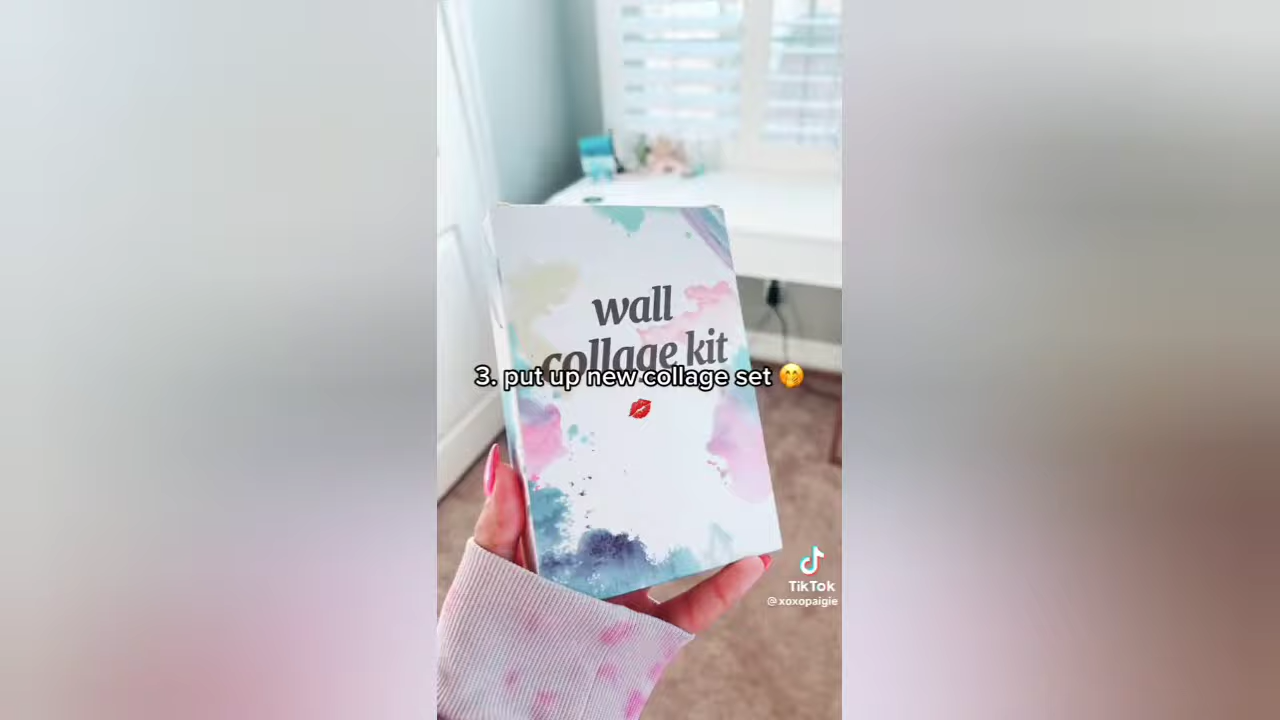 wall
collage kit
3. put up new collage set 🤭
💋
TikTok
@xoxopaigie